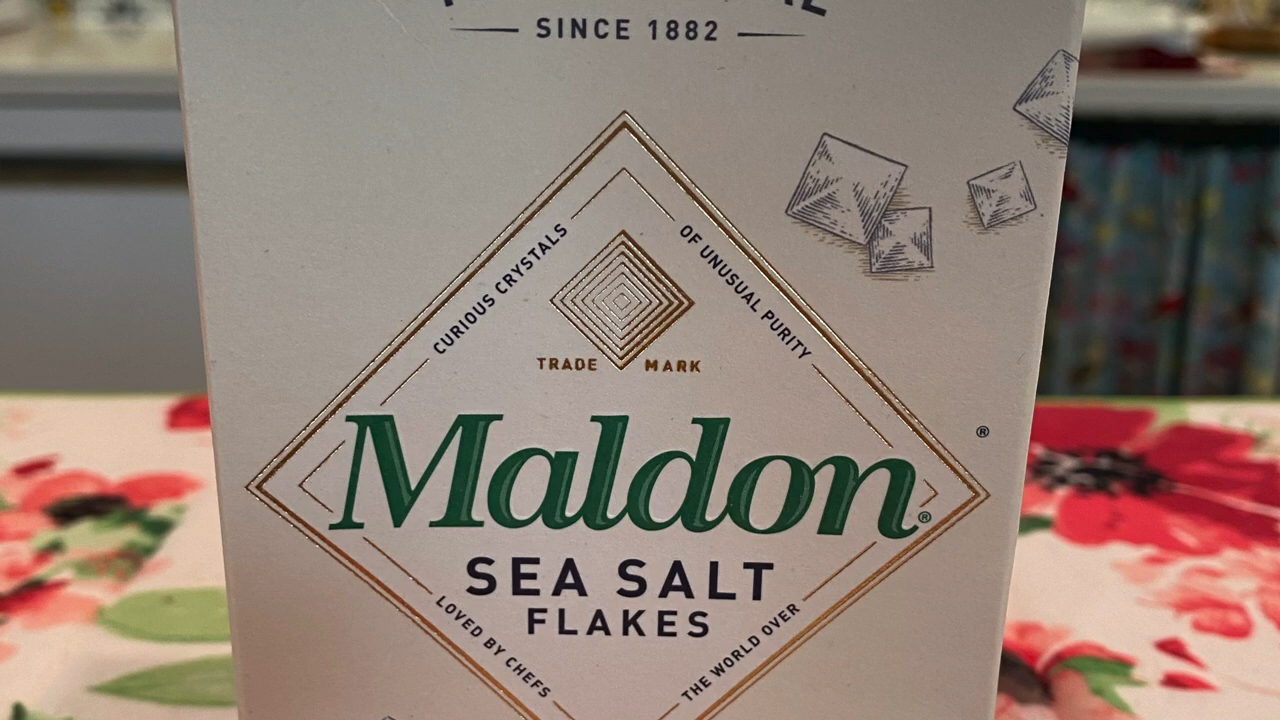 SINCE 1882
CURIOUS CRYSTALS
OF UNUSUAL PURITY
TRADE MARK
®
Maldon®
SEA SALT
FLAKES
LOVED BY CHEFS
THE WORLD OVER